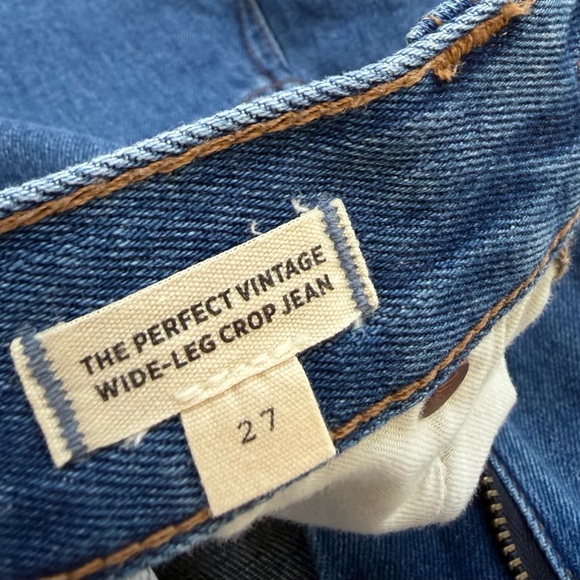 THE PERFECT VINTAGE
WIDE-LEG CROP JEAN
27